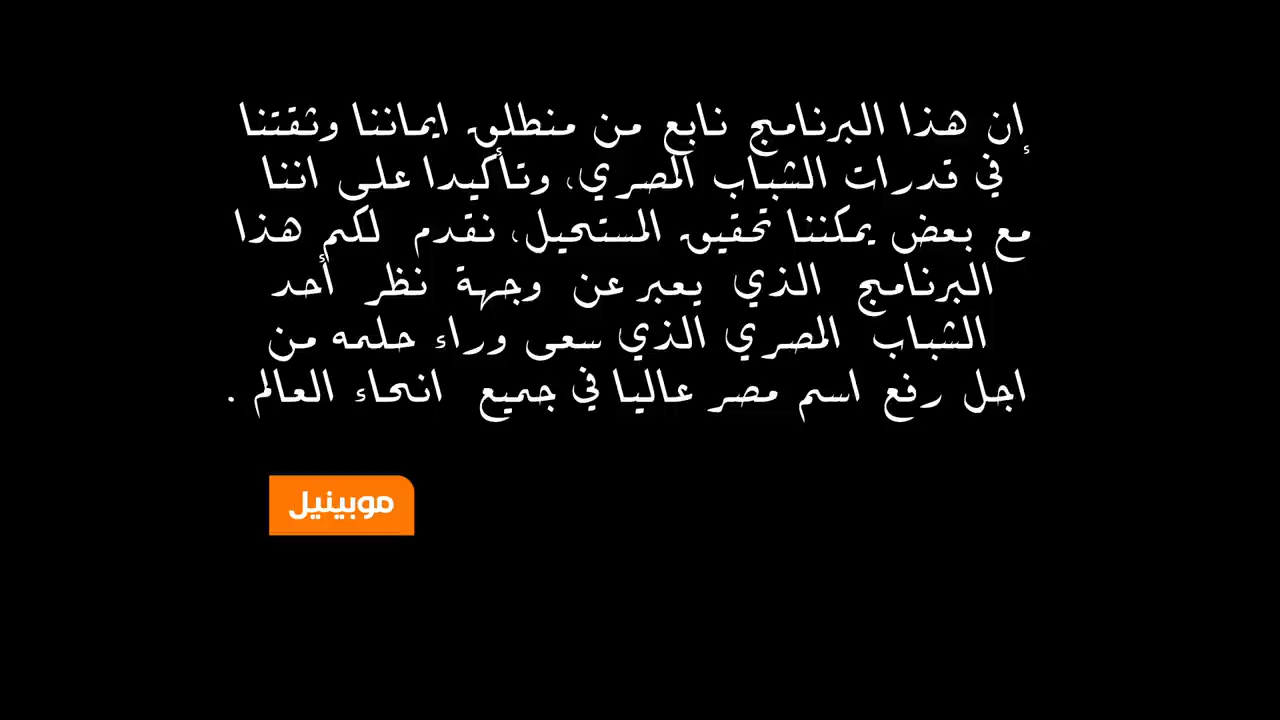 إن هذا البرنامج نابع من منطلق ايماننا وثقتنا
في قدرات الشباب المصري، وتأكيدا على اننا
مع بعض يمكننا تحقيق المستحيل، نقدم لكم هذا
البرنامج الذي يعبر عن وجهة نظر أحد
الشباب المصري الذي سعى وراء حلمه من
اجل رفع اسم مصر عاليا في جميع انحاء العالم .
موبينيل